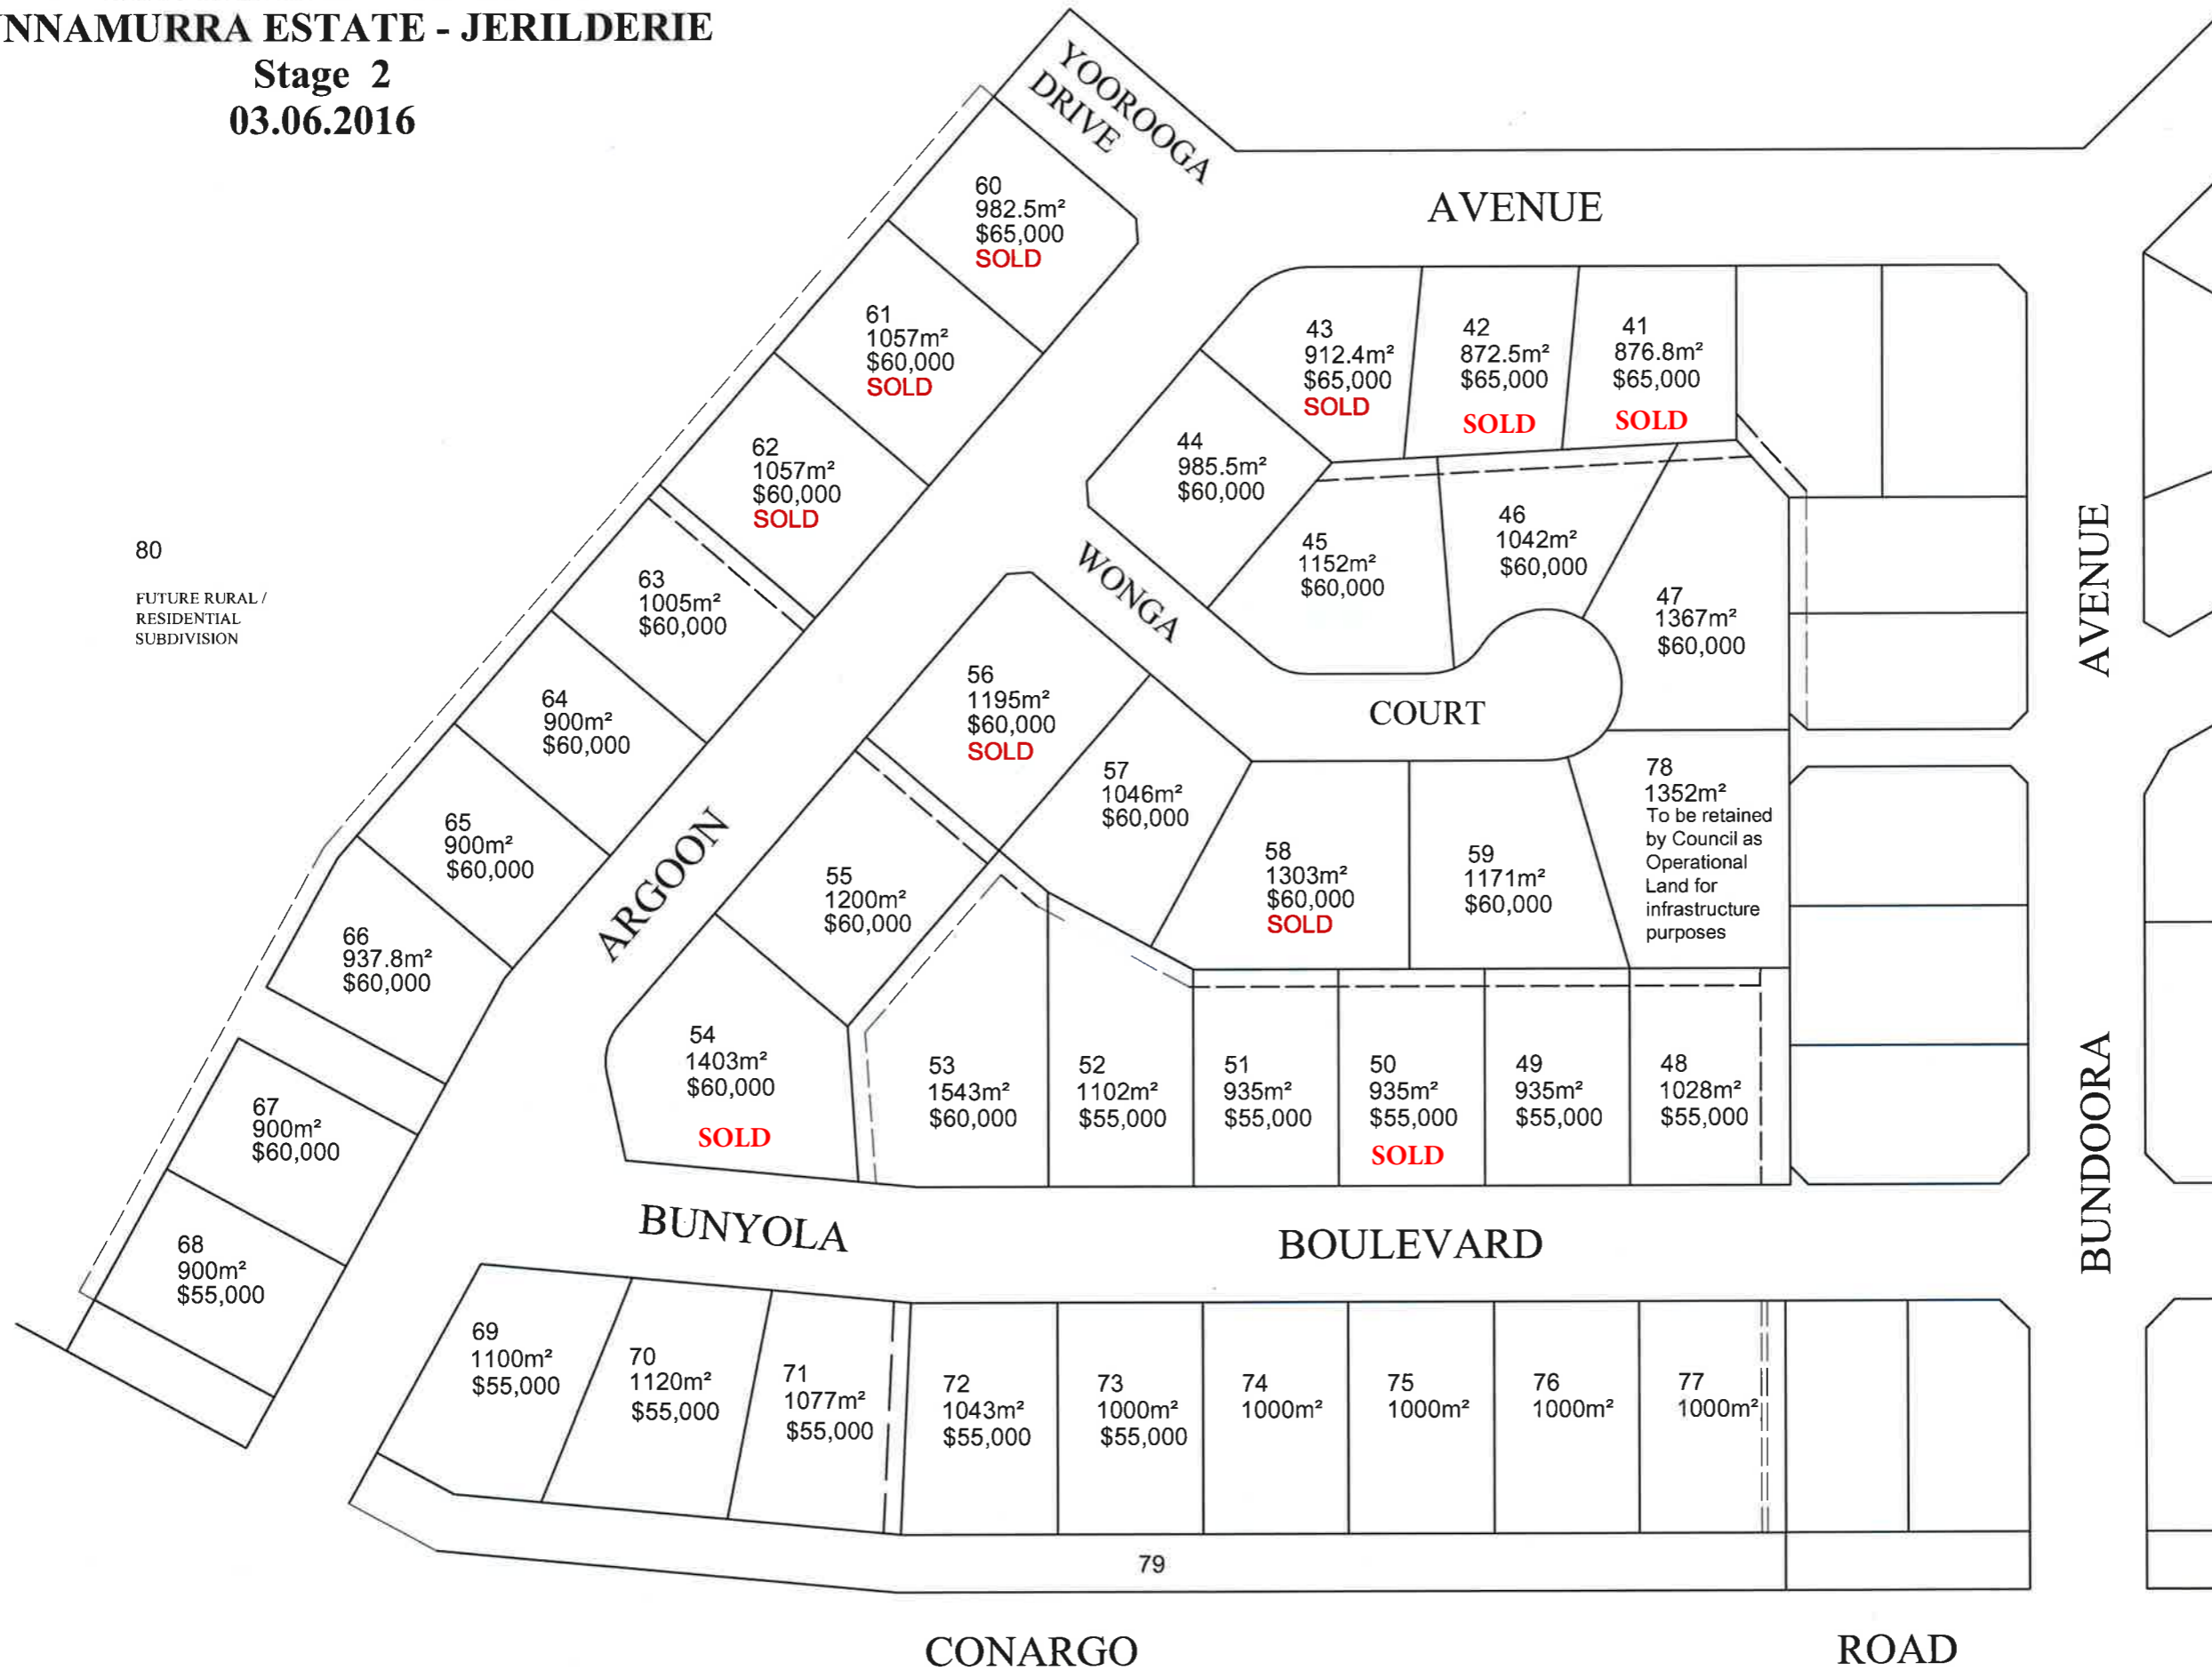 NNAMURRA ESTATE - JERILDERIE
Stage 2
03.06.2016
YOOROOGA
DRIVE
AVENUE
60
982.5m²
$65,000
SOLD
61
1057m²
$60,000
SOLD
62
1057m²
$60,000
SOLD
43
912.4m²
$65,000
SOLD
42
872.5m²
$65,000
SOLD
41
876.8m²
$65,000
SOLD
44
985.5m²
$60,000
45
1152m²
$60,000
46
1042m²
$60,000
47
1367m²
$60,000
80
FUTURE RURAL /
RESIDENTIAL
SUBDIVISION
63
1005m²
$60,000
64
900m²
$60,000
65
900m²
$60,000
66
937.8m²
$60,000
67
900m²
$60,000
68
900m²
$55,000
WONGA
COURT
AVENUE
BUNDOORA
ARGOON
56
1195m²
$60,000
SOLD
57
1046m²
$60,000
58
1303m²
$60,000
SOLD
59
1171m²
$60,000
78
1352m²
To be retained
by Council as
Operational
Land for
infrastructure
purposes
55
1200m²
$60,000
54
1403m²
$60,000
SOLD
53
1543m²
$60,000
52
1102m²
$55,000
51
935m²
$55,000
50
935m²
$55,000
SOLD
49
935m²
$55,000
48
1028m²
$55,000
BUNYOLA
BOULEVARD
69
1100m²
$55,000
70
1120m²
$55,000
71
1077m²
$55,000
72
1043m²
$55,000
73
1000m²
$55,000
74
1000m²
75
1000m²
76
1000m²
77
1000m²
79
CONARGO
ROAD